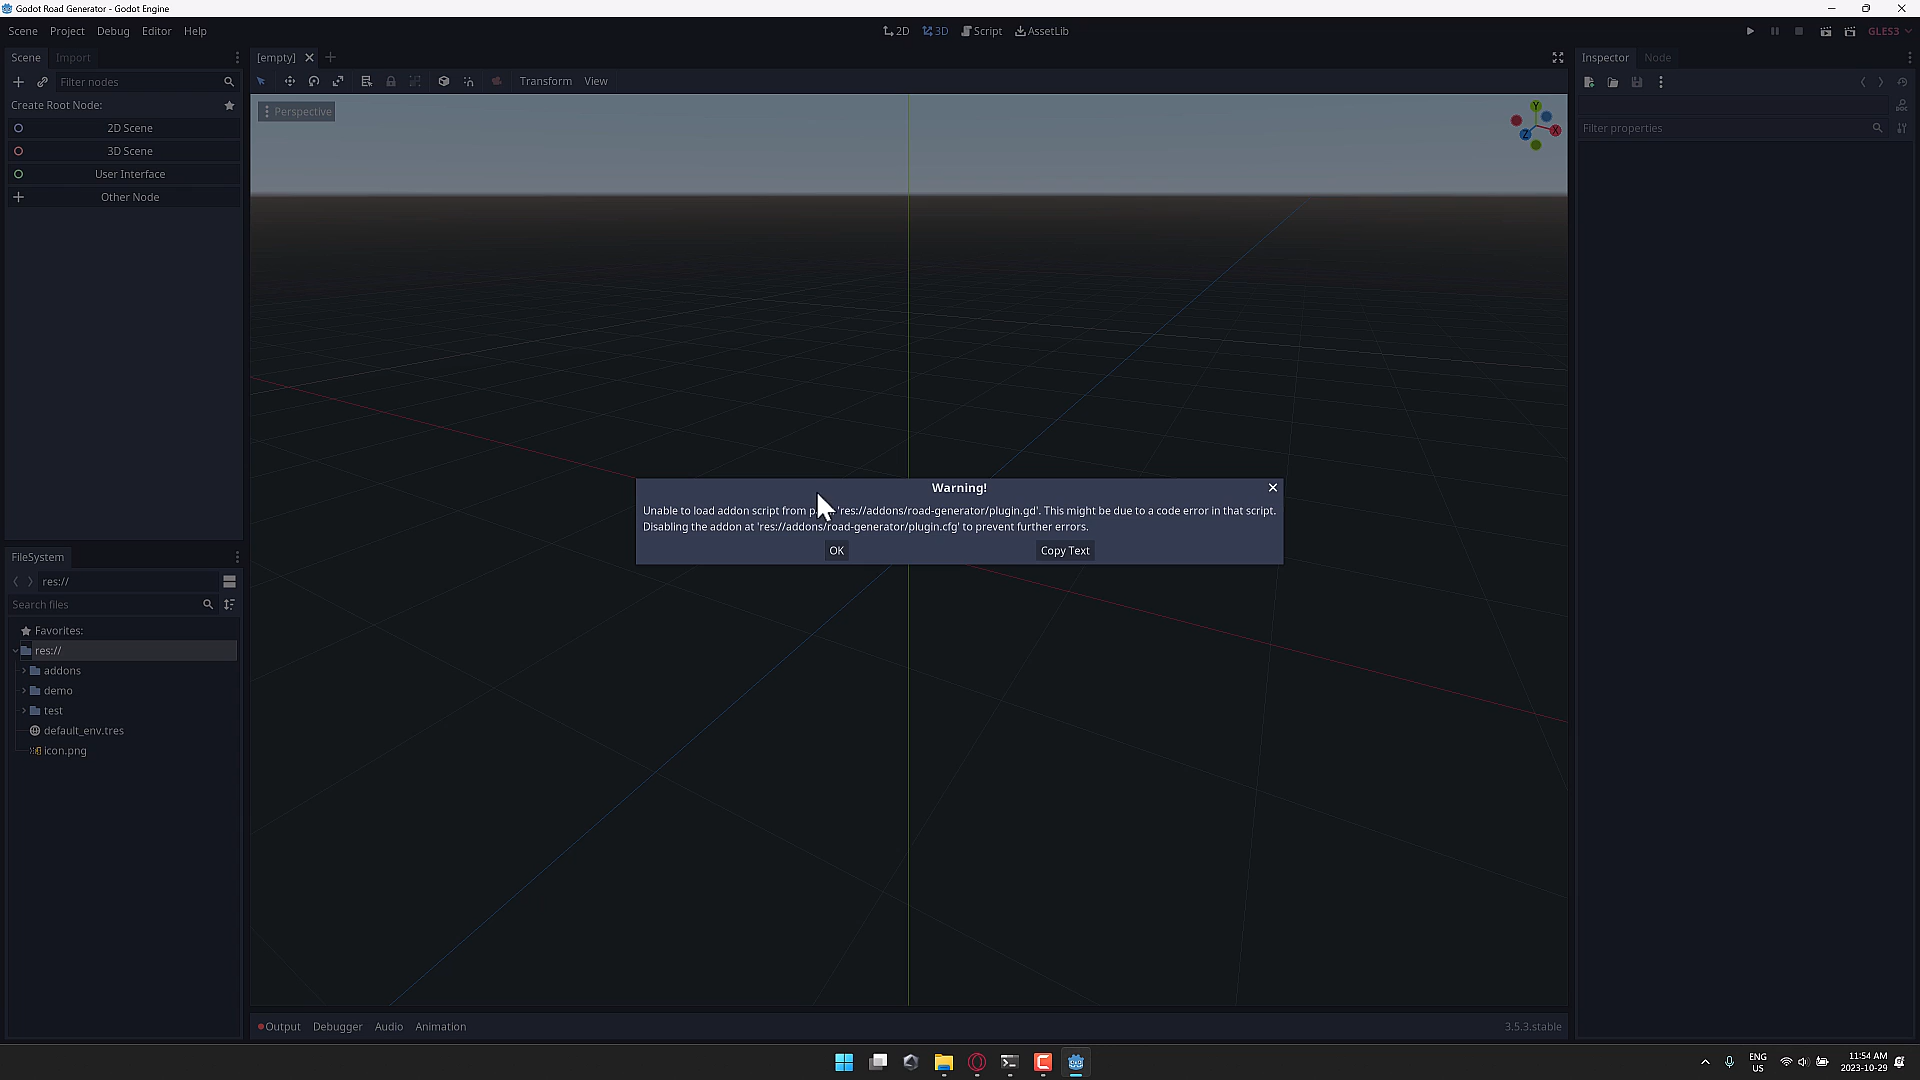 Godot Road Generator - Godot Engine
Scene Project Debug Editor Help
2D 3D Script AssetLib
GLES3
Scene Import
[empty]
Inspector Node
Filter nodes
Transform View
Create Root Node:
Perspective
Y
X
Z
Filter properties
2D Scene
3D Scene
User Interface
Other Node
Warning!
Unable to load addon script from 'res://addons/road-generator/plugin.gd'. This might be due to a code error in that script.
Disabling the addon at 'res://addons/road-generator/plugin.cfg' to prevent further errors.
OK Copy Text
FileSystem
res://
Search files
Favorites:
res://
addons
demo
test
default_env.tres
icon.png
Output Debugger Audio Animation
3.5.3.stable
ENG
US
11:54 AM
2023-10-29